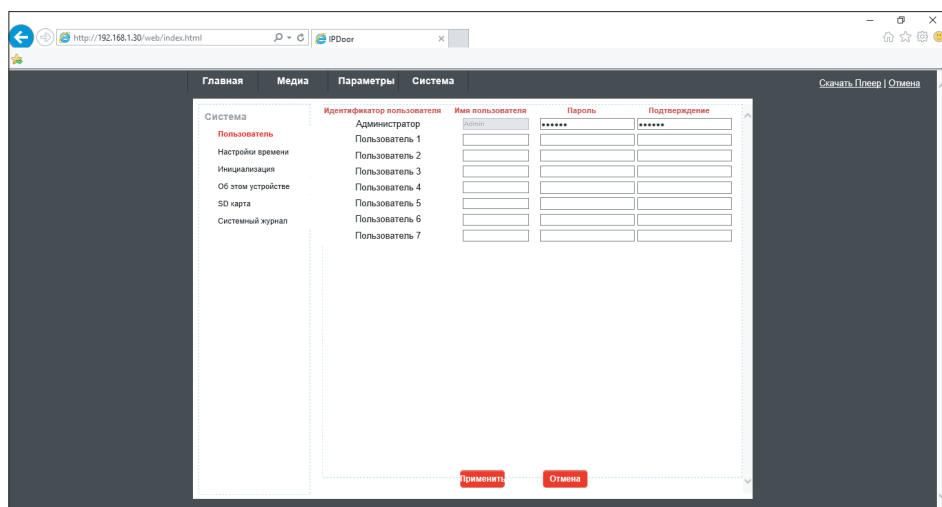 http://192.168.1.30/web/index.html
IPDoor
Главная Медиа Параметры Система
Скачать Плеер | Отмена
Система
Пользователь
Настройки времени
Инициализация
Об этом устройстве
SD карта
Системный журнал
Идентификатор пользователя Имя пользователя Пароль Подтверждение
Администратор Admin •••••• ••••••
Пользователь 1
Пользователь 2
Пользователь 3
Пользователь 4
Пользователь 5
Пользователь 6
Пользователь 7
Применить Отмена